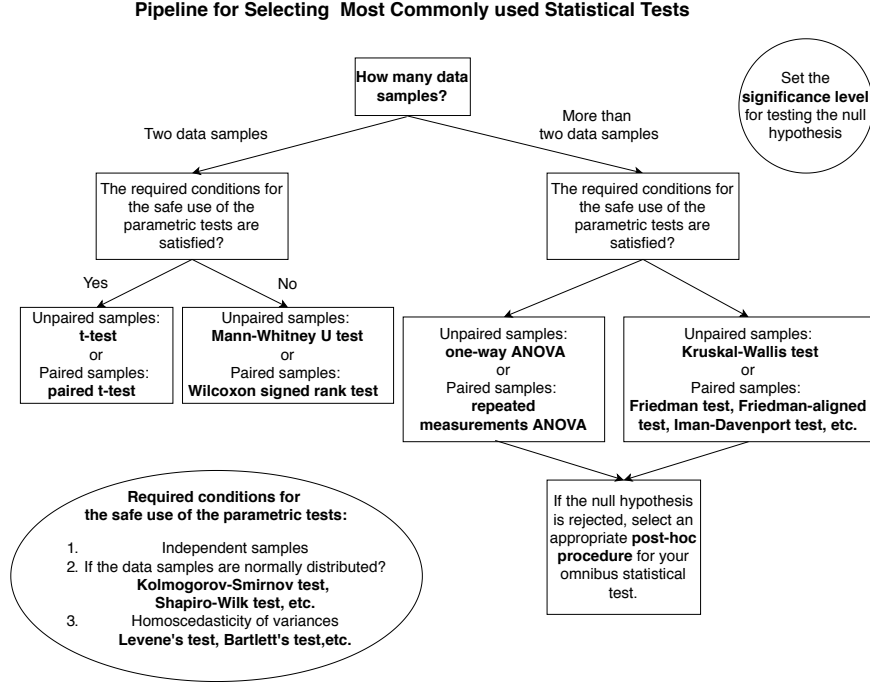 Pipeline for Selecting Most Commonly used Statistical Tests
How many data
samples?
Set the
significance level
for testing the null
hypothesis
Two data samples
More than
two data samples
The required conditions for
the safe use of the
parametric tests are
satisfied?
The required conditions for
the safe use of the
parametric tests are
satisfied?
Yes
No
Unpaired samples:
t-test
or
Paired samples:
paired t-test
Unpaired samples:
Mann-Whitney U test
or
Paired samples:
Wilcoxon signed rank test
Unpaired samples:
one-way ANOVA
or
Paired samples:
repeated
measurements ANOVA
Unpaired samples:
Kruskal-Wallis test
or
Paired samples:
Friedman test, Friedman-aligned
test, Iman-Davenport test, etc.
Required conditions for
the safe use of the parametric tests:
1. Independent samples
2. If the data samples are normally distributed?
Kolmogorov-Smirnov test,
Shapiro-Wilk test, etc.
3. Homoscedasticity of variances
Levene's test, Bartlett's test,etc.
If the null hypothesis
is rejected, select an
appropriate post-hoc
procedure for your
omnibus statistical
test.